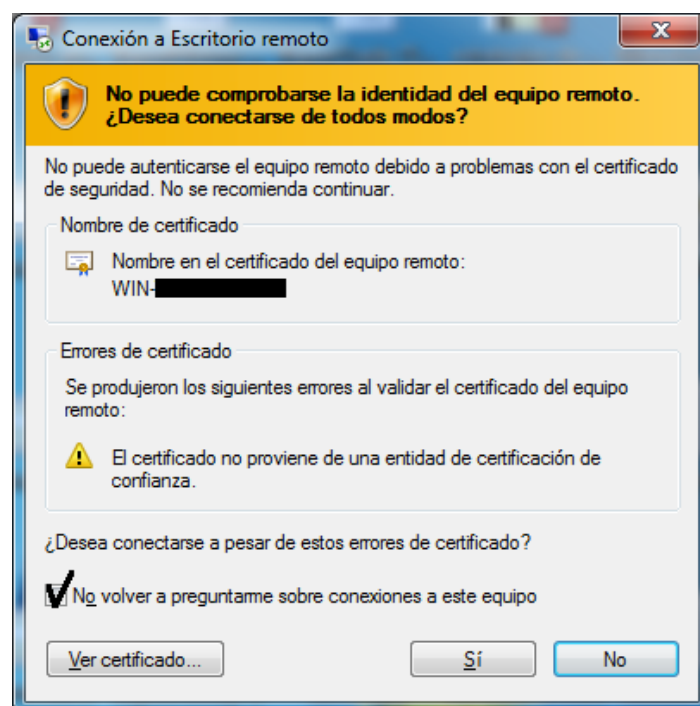 Conexión a Escritorio remoto
No puede comprobarse la identidad del equipo remoto.
¿Desea conectarse de todos modos?
No puede autenticarse el equipo remoto debido a problemas con el certificado
de seguridad. No se recomienda continuar.
Nombre de certificado
Nombre en el certificado del equipo remoto:
WIN-
Errores de certificado
Se produjeron los siguientes errores al validar el certificado del equipo
remoto:
El certificado no proviene de una entidad de certificación de
confianza.
¿Desea conectarse a pesar de estos errores de certificado?
No volver a preguntarme sobre conexiones a este equipo
Ver certificado...
Sí
No